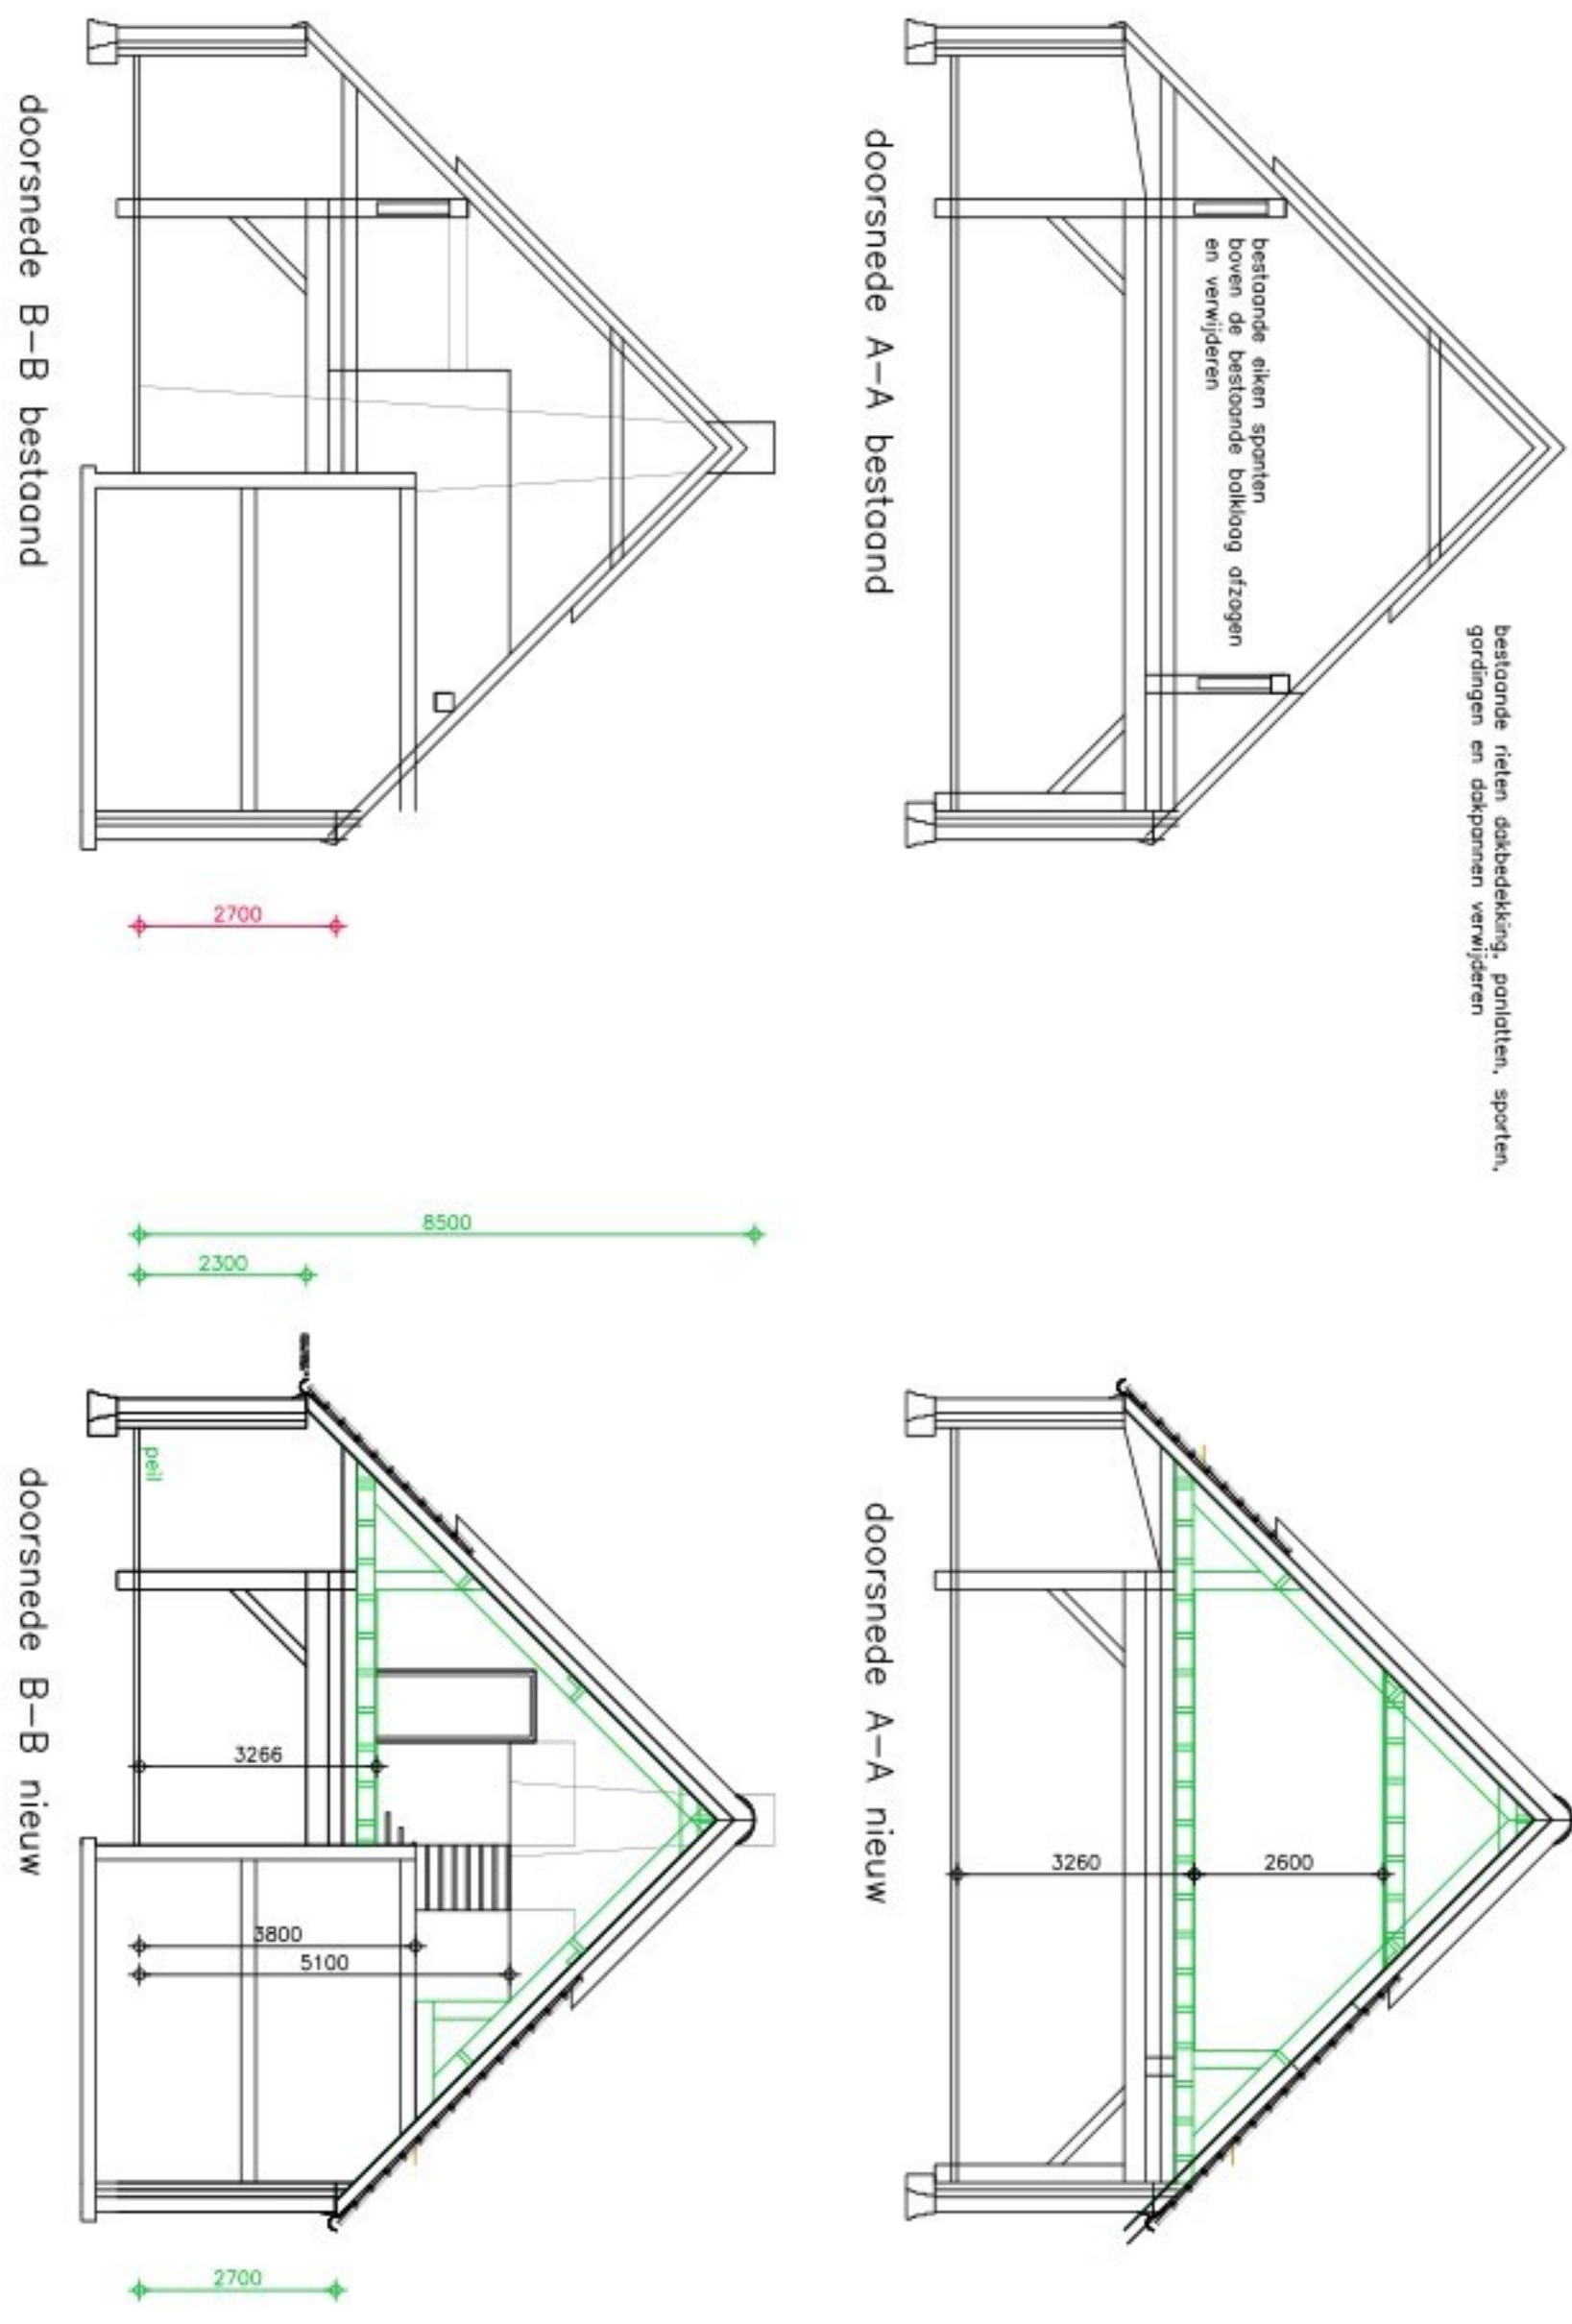 bestaande rieten dakbedekking, panlatten, sporten,
gordingen en dakpannen verwijderen
bestaande eiken spanten
boven de bestaande balklaag afzagen
en verwijderen
doorsnede A-A bestaand
3260
2600
doorsnede A-A nieuw
2700
doorsnede B-B bestaand
8500
2300
peil
3266
3800
5100
2700
doorsnede B-B nieuw